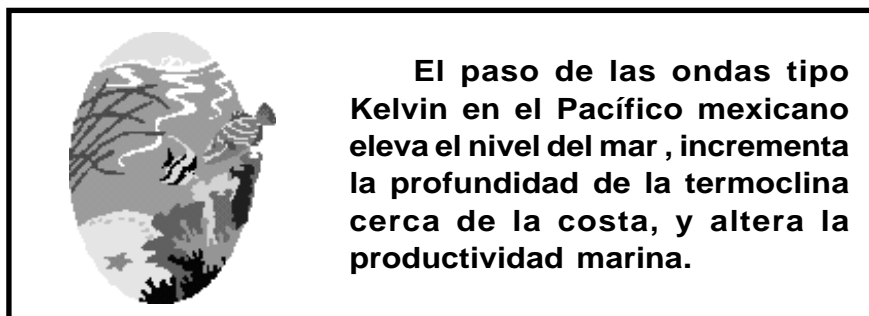 El paso de las ondas tipo
Kelvin en el Pacífico mexicano
eleva el nivel del mar , incrementa
la profundidad de la termoclina
cerca de la costa, y altera la
productividad marina.